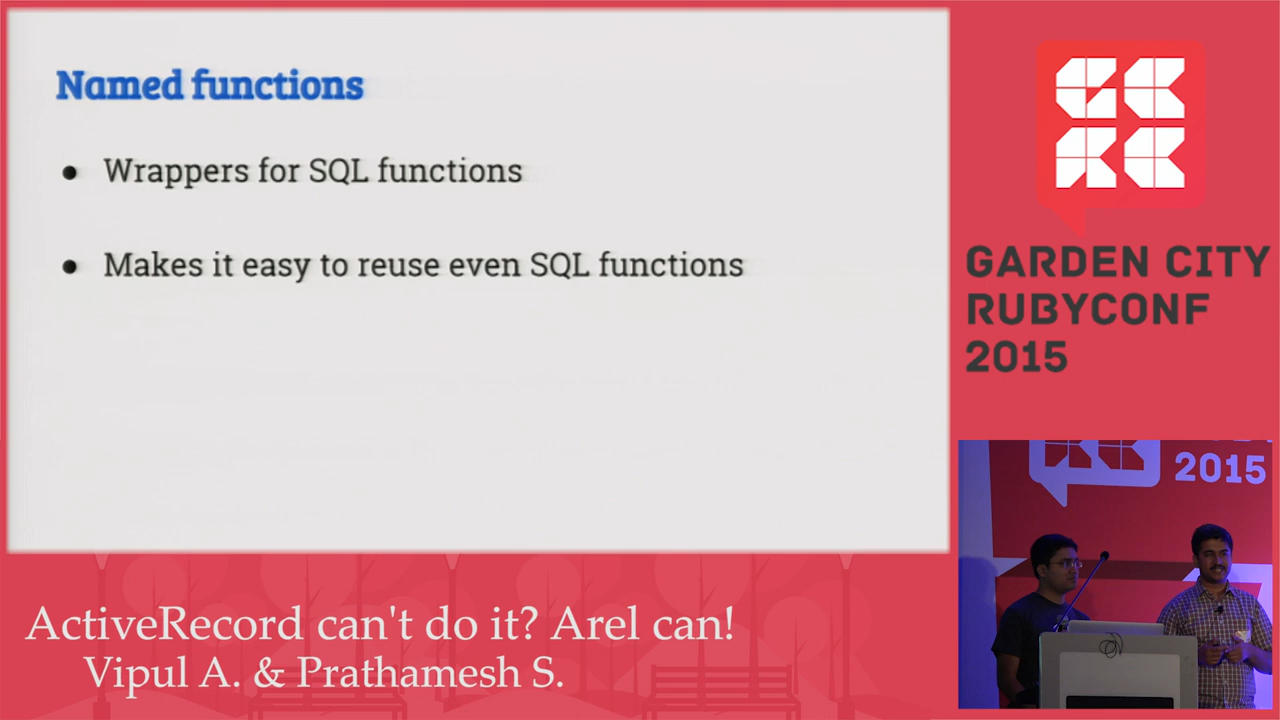 Named functions
● Wrappers for SQL functions
● Makes it easy to reuse even SQL functions
GCRC
GARDEN CITY
RUBYCONF
2015
2015
ActiveRecord can't do it? Arel can!
Vipul A. & Prathamesh S.